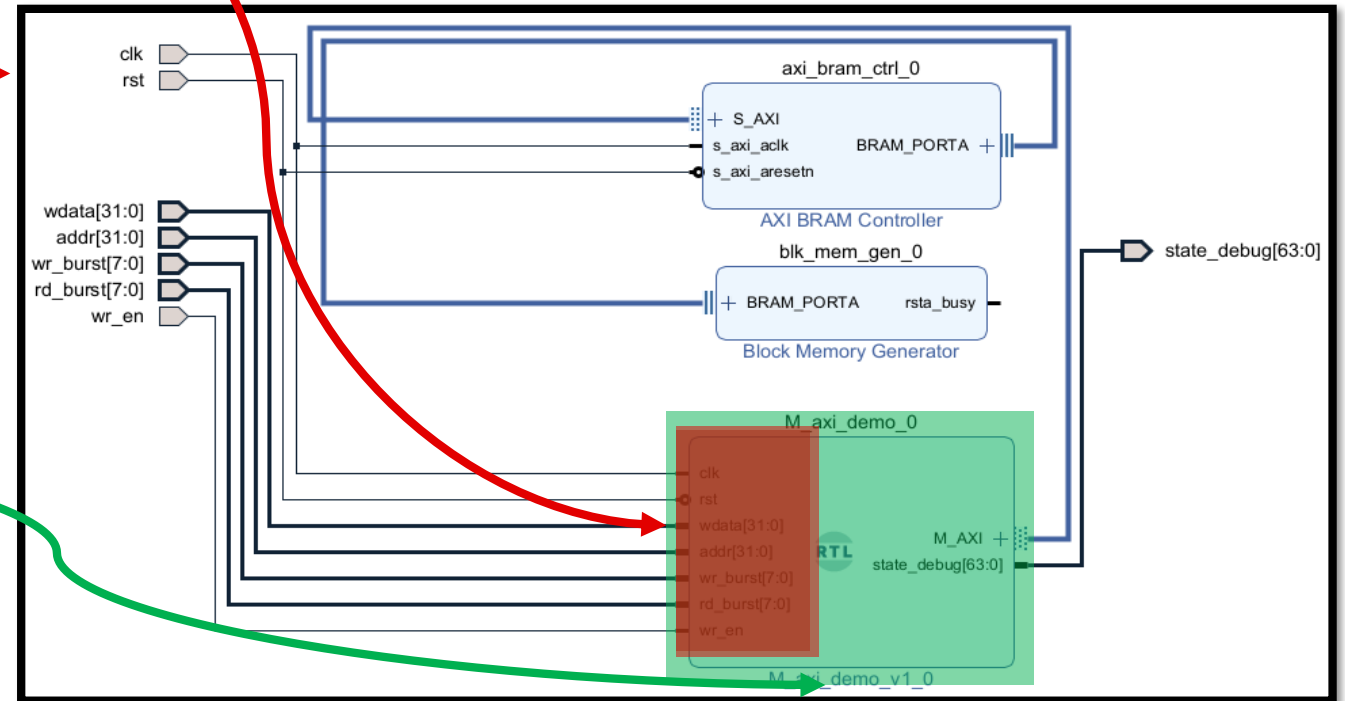 clk
rst
wdata[31:0]
addr[31:0]
wr_burst[7:0]
rd_burst[7:0]
wr_en
axi_bram_ctrl_0
S_AXI
s_axi_aclk
BRAM_PORTA
s_axi_aresetn
AXI BRAM Controller
blk_mem_gen_0
BRAM_PORTA
rsta_busy
Block Memory Generator
state_debug[63:0]
M_axi_demo_0
clk
rst
wdata[31:0]
addr[31:0]
wr_burst[7:0]
rd_burst[7:0]
wr_en
RTL
M_AXI
state_debug[63:0]
M_axi_demo_v1_0